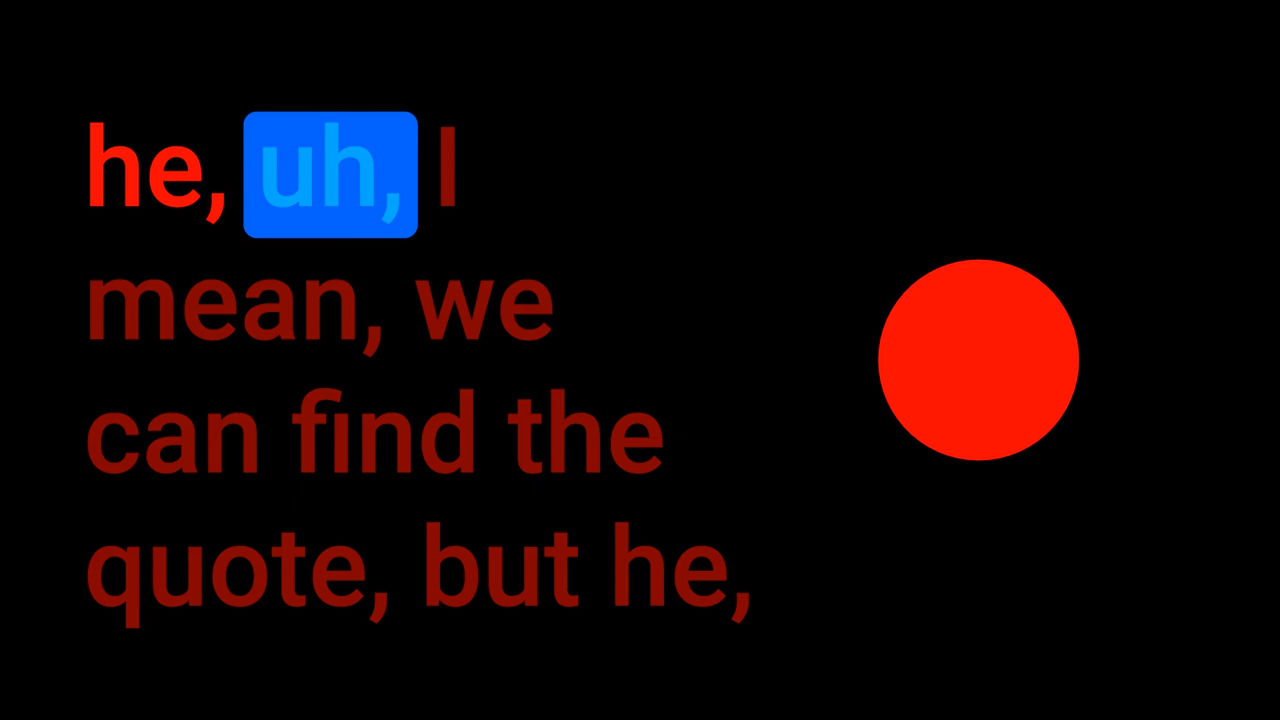 he, uh, I
mean, we
can find the
quote, but he,